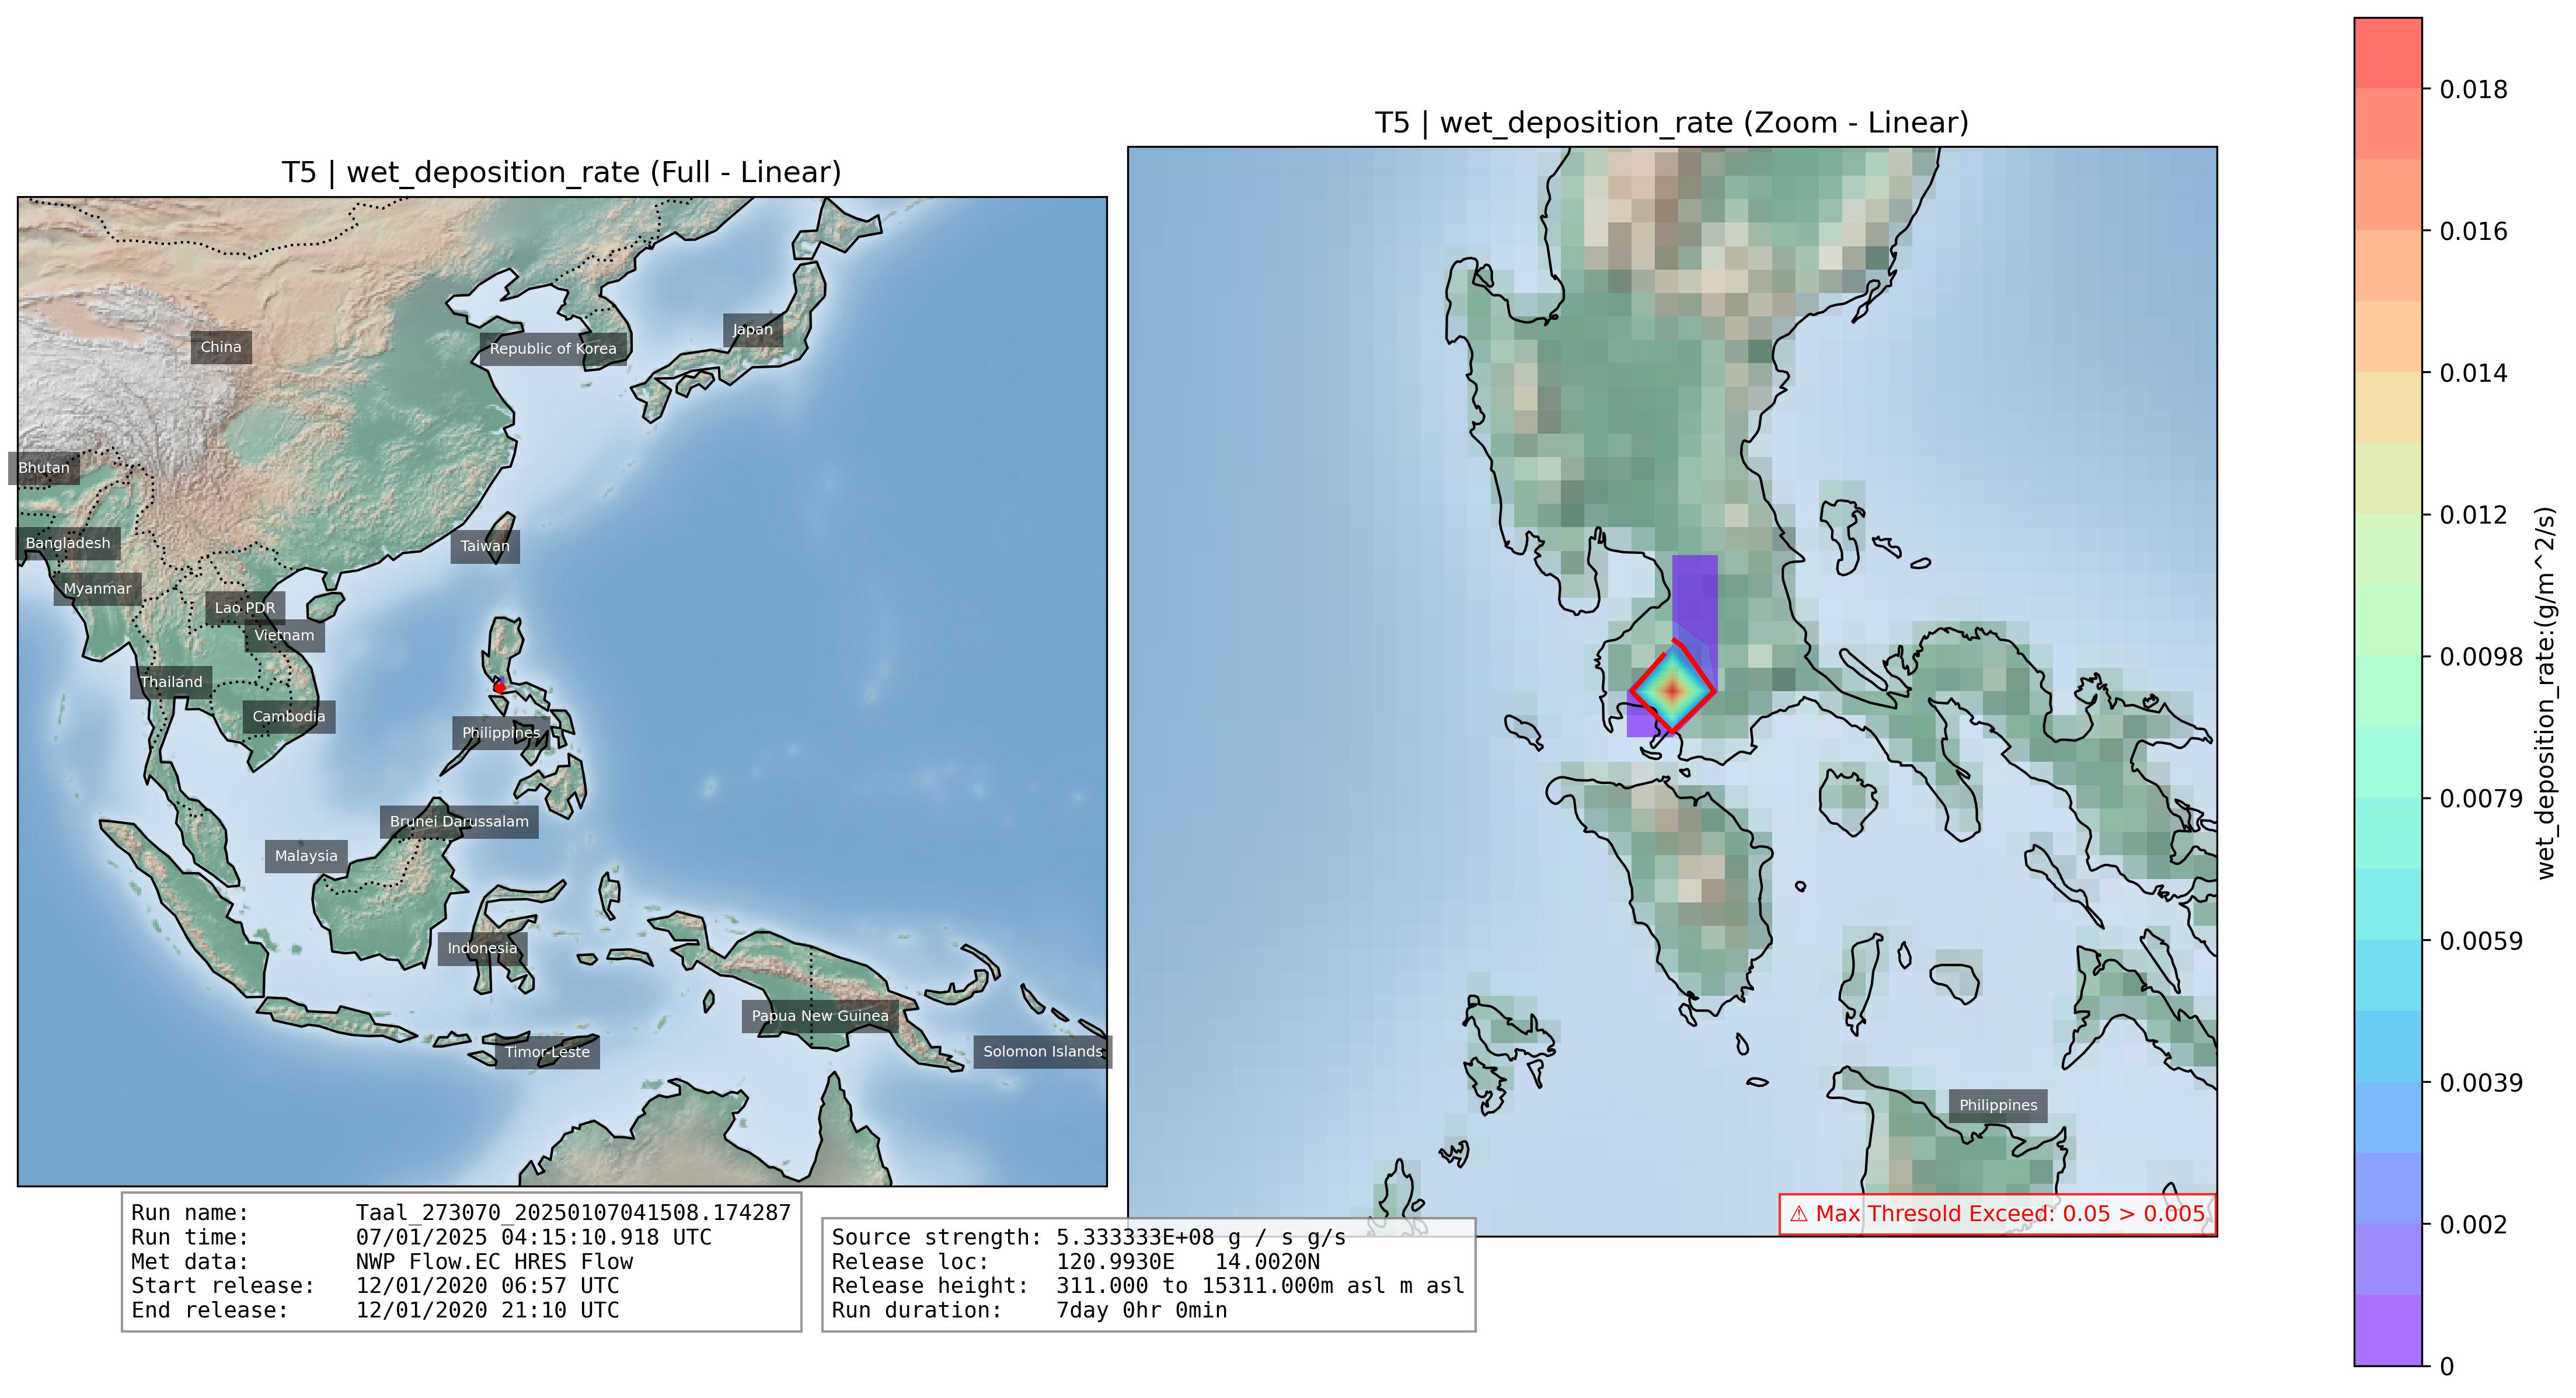 T5 | wet_deposition_rate (Full - Linear)
China
Republic of Korea
Japan
Bhutan
Bangladesh
Taiwan
Myanmar
Lao PDR
Vietnam
Thailand
Cambodia
Philippines
Brunei Darussalam
Malaysia
Indonesia
Papua New Guinea
Timor-Leste
Solomon Islands
T5 | wet_deposition_rate (Zoom - Linear)
Philippines
⚠ Max Thresold Exceed: 0.05 > 0.005
0.018
0.016
0.014
0.012
0.0098
0.0079
0.0059
0.0039
0.002
0
wet_deposition_rate:(g/m^2/s)
Run name: Taal_273070_20250107041508.174287
Run time: 07/01/2025 04:15:10.918 UTC
Met data: NWP Flow.EC HRES Flow
Start release: 12/01/2020 06:57 UTC
End release: 12/01/2020 21:10 UTC
Source strength: 5.333333E+08 g / s g/s
Release loc: 120.9930E 14.0020N
Release height: 311.000 to 15311.000m asl m asl
Run duration: 7day 0hr 0min